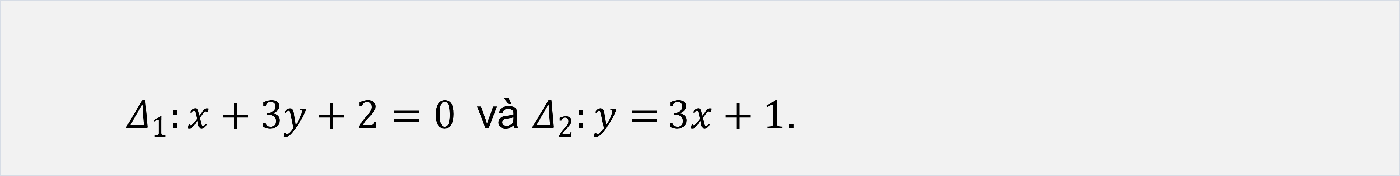 Δ₁: x + 3y + 2 = 0 và Δ₂: y = 3x + 1.